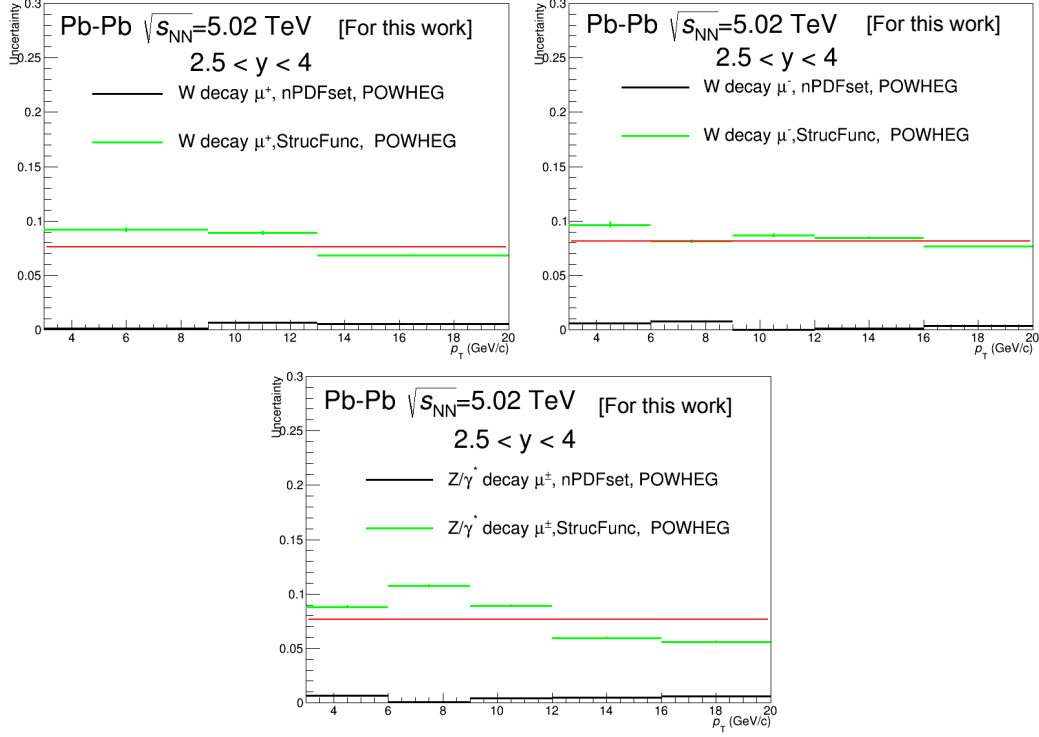 Pb-Pb √sNN=5.02 TeV [For this work]
2.5 < y < 4
W decay μ+, nPDFset, POWHEG
W decay μ+,StrucFunc, POWHEG
Uncertainty
0.3
0.25
0.2
0.15
0.1
0.05
0
4 6 8 10 12 14 16 18 20
pT (GeV/c)
Pb-Pb √sNN=5.02 TeV [For this work]
2.5 < y < 4
W decay μ-, nPDFset, POWHEG
W decay μ-,StrucFunc, POWHEG
Uncertainty
0.3
0.25
0.2
0.15
0.1
0.05
0
4 6 8 10 12 14 16 18 20
pT (GeV/c)
Pb-Pb √sNN=5.02 TeV [For this work]
2.5 < y < 4
Z/γ* decay μ±, nPDFset, POWHEG
Z/γ* decay μ±,StrucFunc, POWHEG
Uncertainty
0.3
0.25
0.2
0.15
0.1
0.05
0
4 6 8 10 12 14 16 18 20
pT (GeV/c)